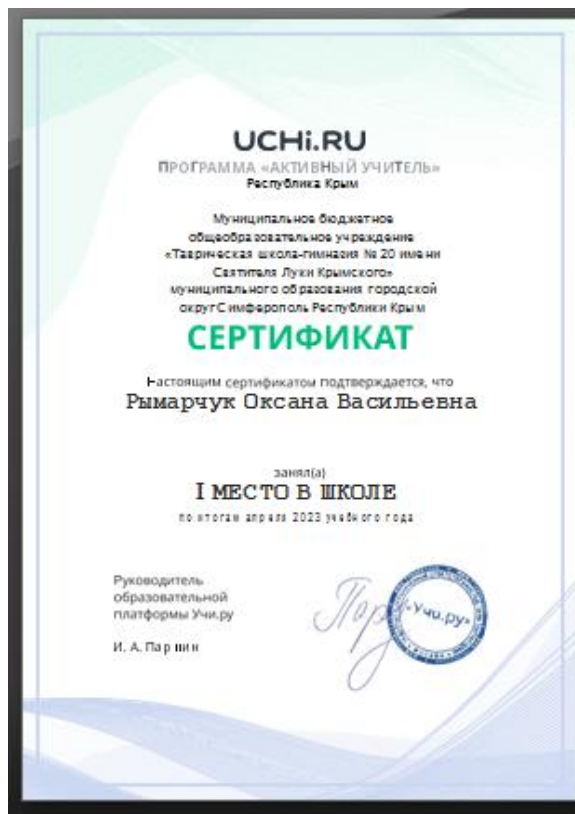 UCHi.RU
ПРОГРАММА «АКТИВНЫЙ УЧИТЕЛЬ»
Республика Крым
Муниципальное бюджетное
общеобразовательное учреждение
«Таврическая школа-гимназия № 20 имени
Святителя Луки Крымского»
муниципального образования городской
округ Симферополь Республики Крым
СЕРТИФИКАТ
Настоящим сертификатом подтверждается, что
Рымарчук Оксана Васильевна
занял(а)
I МЕСТО В ШКОЛЕ
по итогам апреля 2023 учебного года
Руководитель
образовательной
платформы Учи.ру
И. А. Паршин
«Учи.ру»